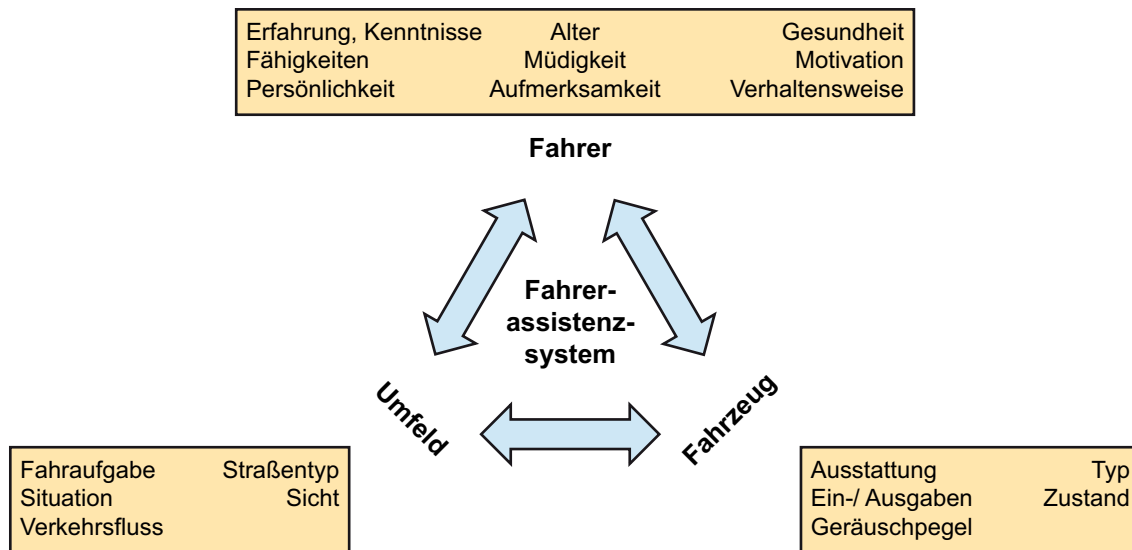 Erfahrung, Kenntnisse Alter Gesundheit
Fähigkeiten Müdigkeit Motivation
Persönlichkeit Aufmerksamkeit Verhaltensweise
Fahrer
Fahrer-
assistenz-
system
Umfeld
Fahrzeug
Fahraufgabe Straßentyp
Situation Sicht
Verkehrsfluss
Ausstattung Typ
Ein-/ Ausgaben Zustand
Geräuschpegel